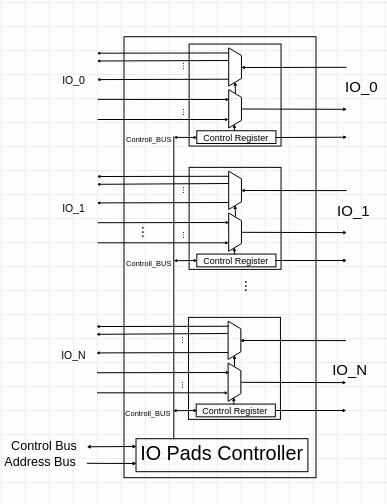 IO_0
IO_0
Controll_BUS
Control Register
IO_1
IO_1
Controll_BUS
Control Register
IO_N
IO_N
Controll_BUS
Control Register
Control Bus
Address Bus
IO Pads Controller